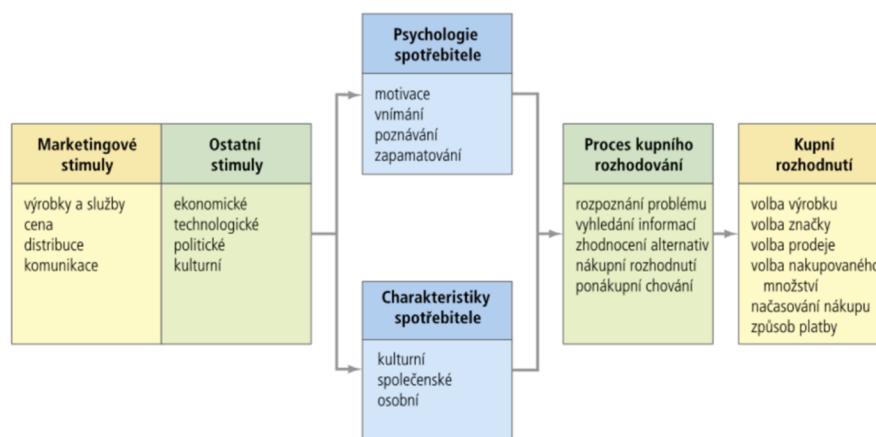 Marketingové
stimuly
výrobky a služby
cena
distribuce
komunikace
Ostatní
stimuly
ekonomické
technologické
politické
kulturní
Psychologie
spotřebitele
motivace
vnímání
poznávání
zapamatování
Charakteristiky
spotřebitele
kulturní
společenské
osobní
Proces kupního
rozhodování
rozpoznání problému
vyhledání informací
zhodnocení alternativ
nákupní rozhodnutí
ponákupní chování
Kupní
rozhodnutí
volba výrobku
volba značky
volba prodeje
volba nakupovaného
množství
načasování nákupu
způsob platby